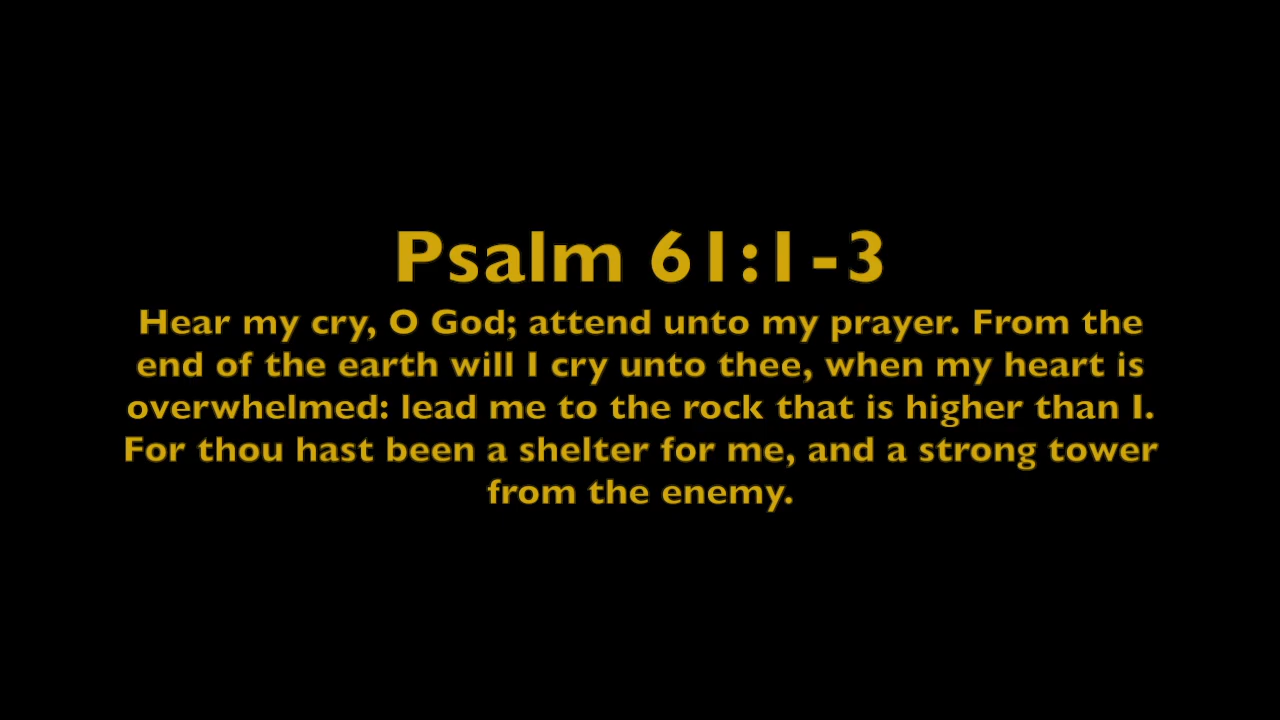 Psalm 61:1-3
Hear my cry, O God; attend unto my prayer. From the
end of the earth will I cry unto thee, when my heart is
overwhelmed: lead me to the rock that is higher than I.
For thou hast been a shelter for me, and a strong tower
from the enemy.